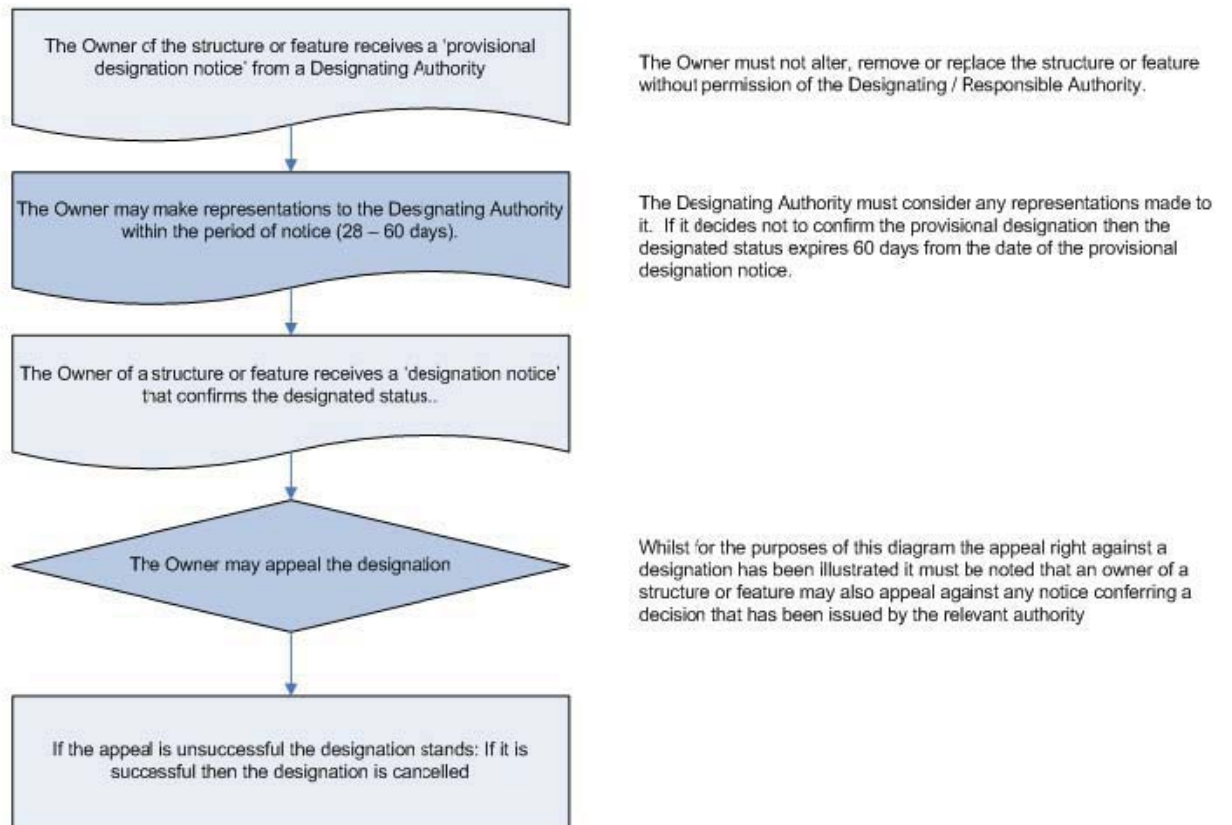 The Owner of the structure or feature receives a 'provisional
designation notice' from a Designating Authority
The Owner must not alter, remove or replace the structure or feature
without permission of the Designating / Responsible Authority.
The Owner may make representations to the Designating Authority
within the period of notice (28 – 60 days).
The Designating Authority must consider any representations made to
it. If it decides not to confirm the provisional designation then the
designated status expires 60 days from the date of the provisional
designation notice.
The Owner of a structure or feature receives a 'designation notice'
that confirms the designated status..
The Owner may appeal the designation
Whilst for the purposes of this diagram the appeal right against a
designation has been illustrated it must be noted that an owner of a
structure or feature may also appeal against any notice conferring a
decision that has been issued by the relevant authority
If the appeal is unsuccessful the designation stands: If it is
successful then the designation is cancelled